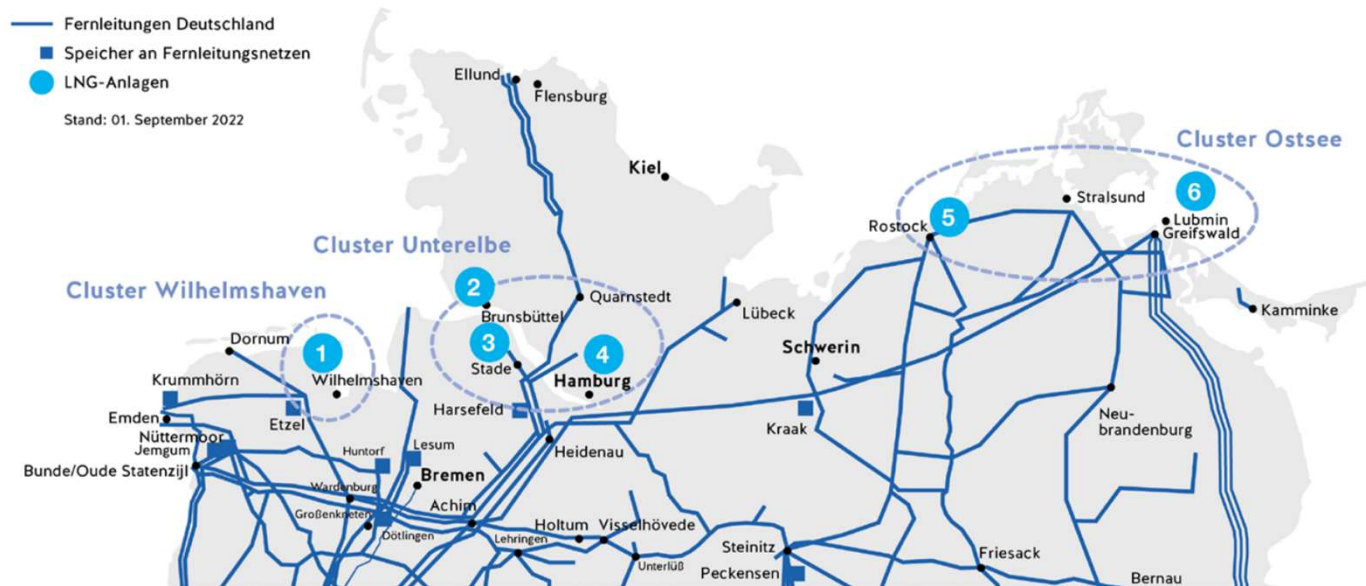 Fernleitungen Deutschland
Speicher an Fernleitungsnetzen
LNG-Anlagen
Stand: 01. September 2022
Ellund
Flensburg
Kiel
Cluster Ostsee
6
Stralsund
5
Lubmin
Rostock
Greifswald
Cluster Unterelbe
2
Cluster Wilhelmshaven
Quarnstedt
Brunsbüttel
Lübeck
Kamminke
Dornum
1
3
4
Schwerin
Stade
Krummhörn
Wilhelmshaven
Hamburg
Emden
Etzel
Harsefeld
Kraak
Neu-
brandenburg
Nüttermoor
Jemgum
Huntorf
Lesum
Heidenau
Bunde/Oude Statenzijl
Bremen
Wardenburg
Achim
Großenkneten
Dötlingen
Holtum
Visselhövede
Lehringen
Steinitz
Friesack
Unterlüß
Peckensen
Bernau